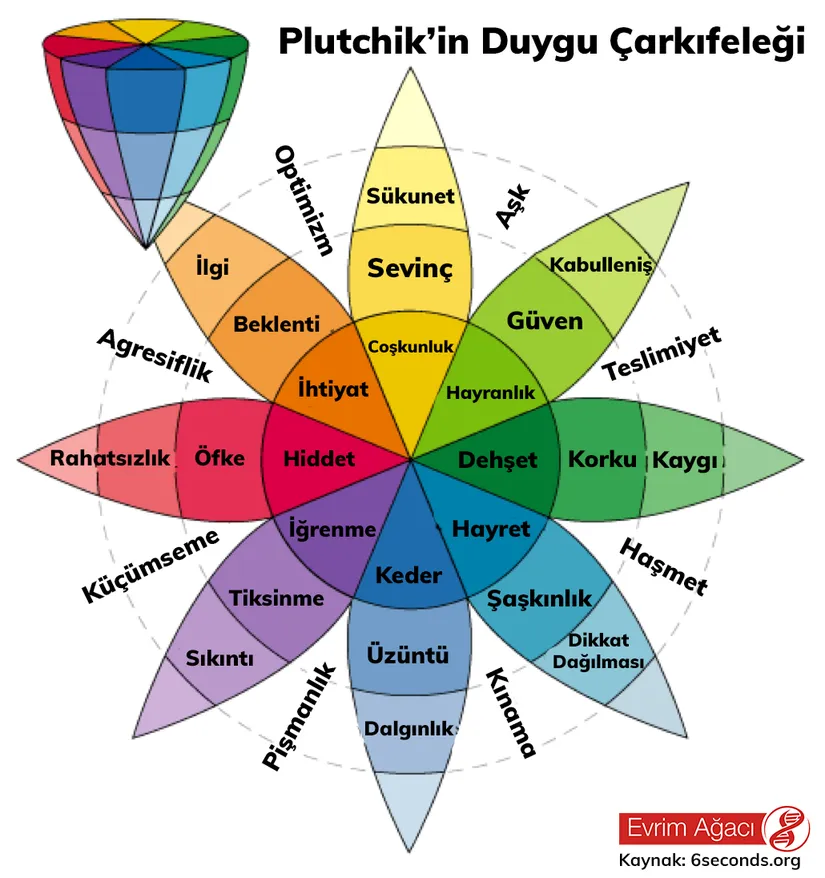 Plutchik’in Duygu Çarkıfeleği
Optimizm
Sükunet
Aşk
İlgi
Sevinç
Kabulleniş
Beklenti
Güven
Agresiflik
Coşkunluk
Teslimiyet
İhtiyat
Hayranlık
Rahatsızlık
Öfke
Hiddet
Dehşet
Korku
Kaygı
İğrenme
Hayret
Küçümseme
Keder
Haşmet
Tiksinme
Şaşkınlık
Sıkıntı
Üzüntü
Dikkat
Dağılması
Pişmanlık
Dalgınlık
Kınama
Evrim Ağacı
Kaynak: 6seconds.org